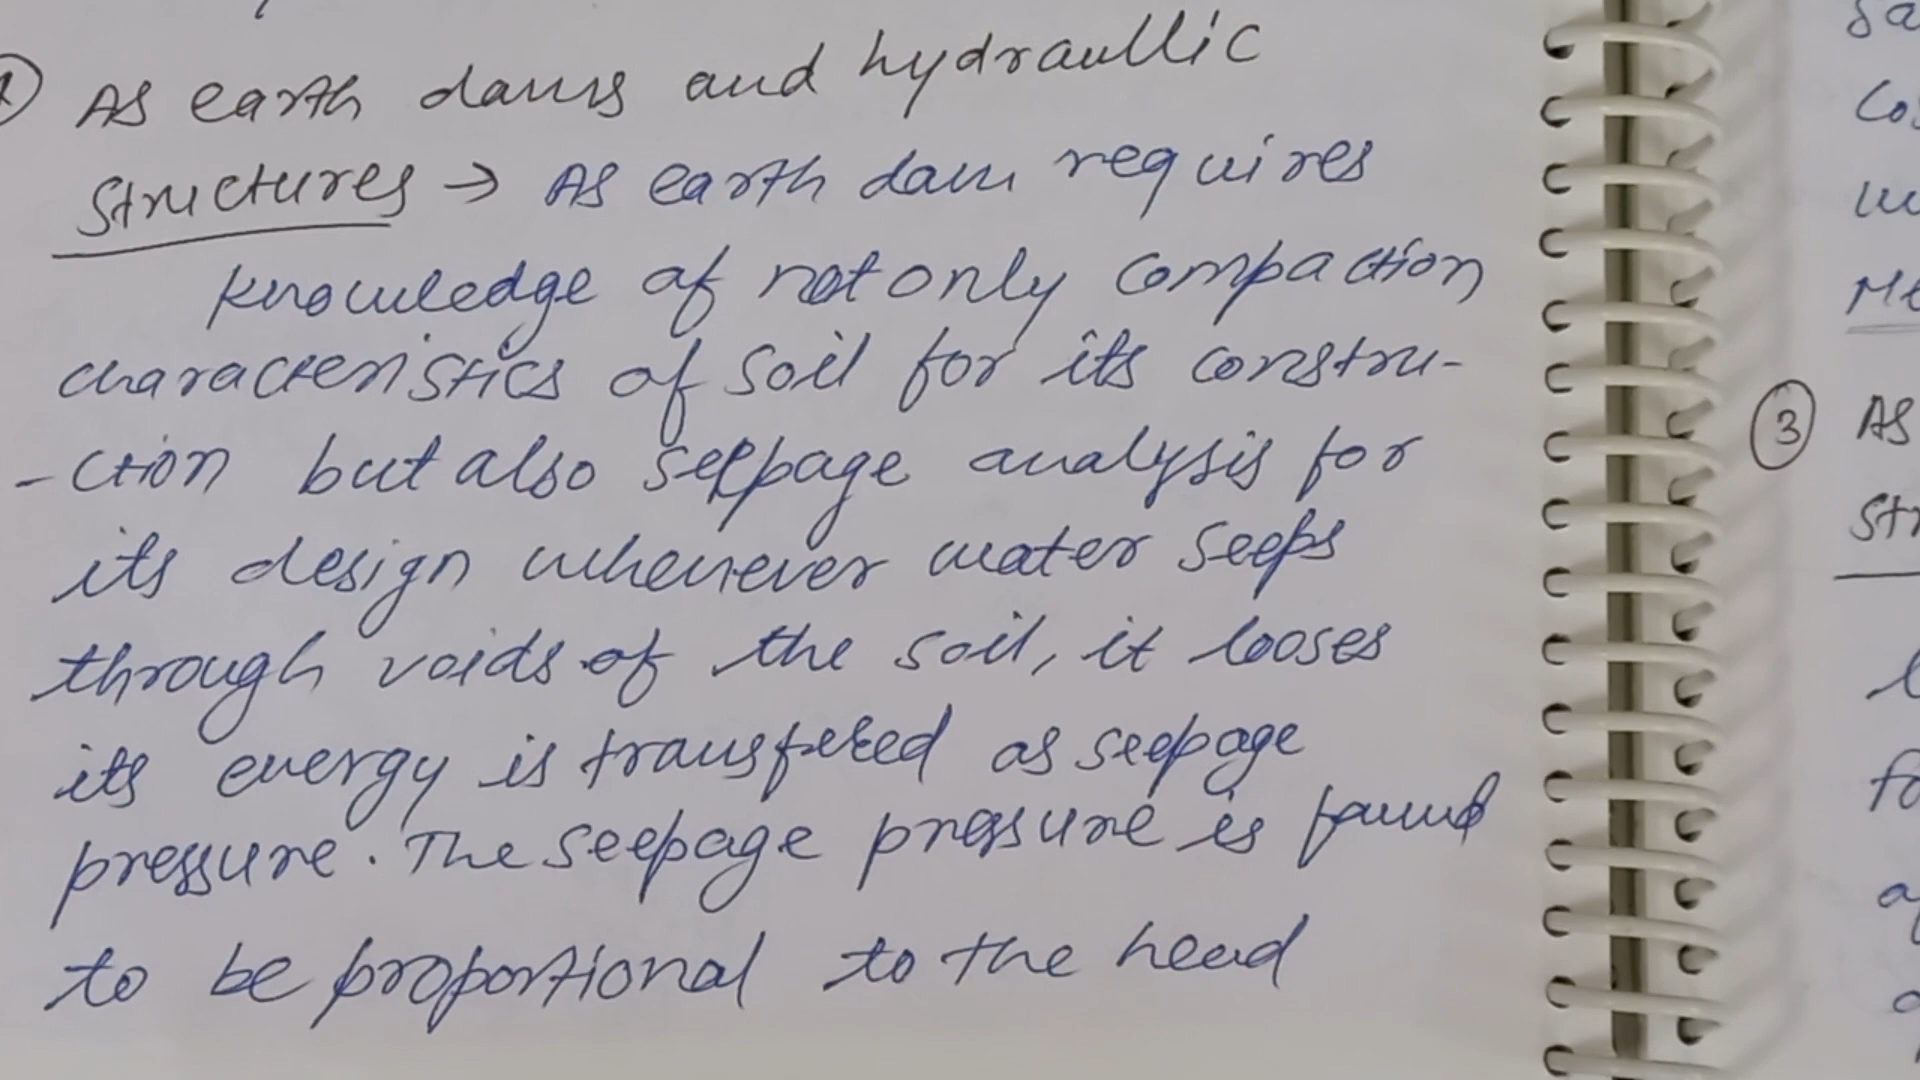 As earth dams and hydraullic
Structures → As earth dam requires
knowledge of not only compaction
characteristics of soil for its constru-
-ction but also seepage analysis for
its design whenever water seeps
through voids of the soil, it looses
its energy is transfered as seepage
pressure. The seepage pressure is found
to be proportional to the head
3 As